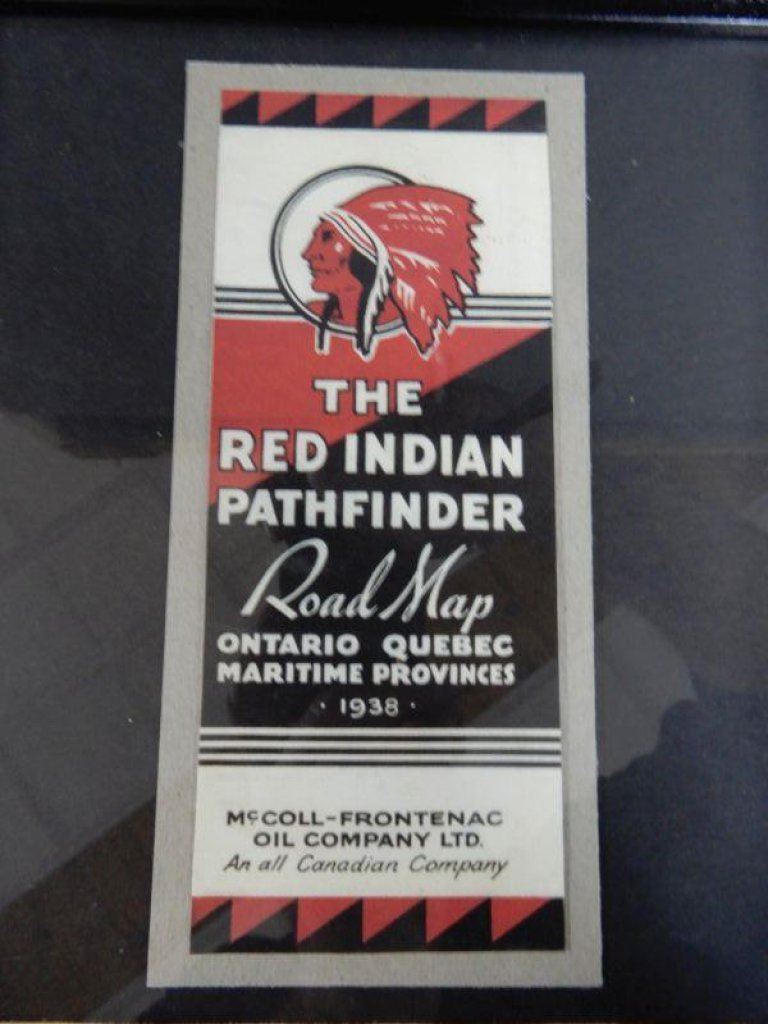 THE
RED INDIAN
PATHFINDER
Road Map
ONTARIO QUEBEC
MARITIME PROVINCES
· 1938 ·
McCOLL-FRONTENAC
OIL COMPANY LTD.
An all Canadian Company